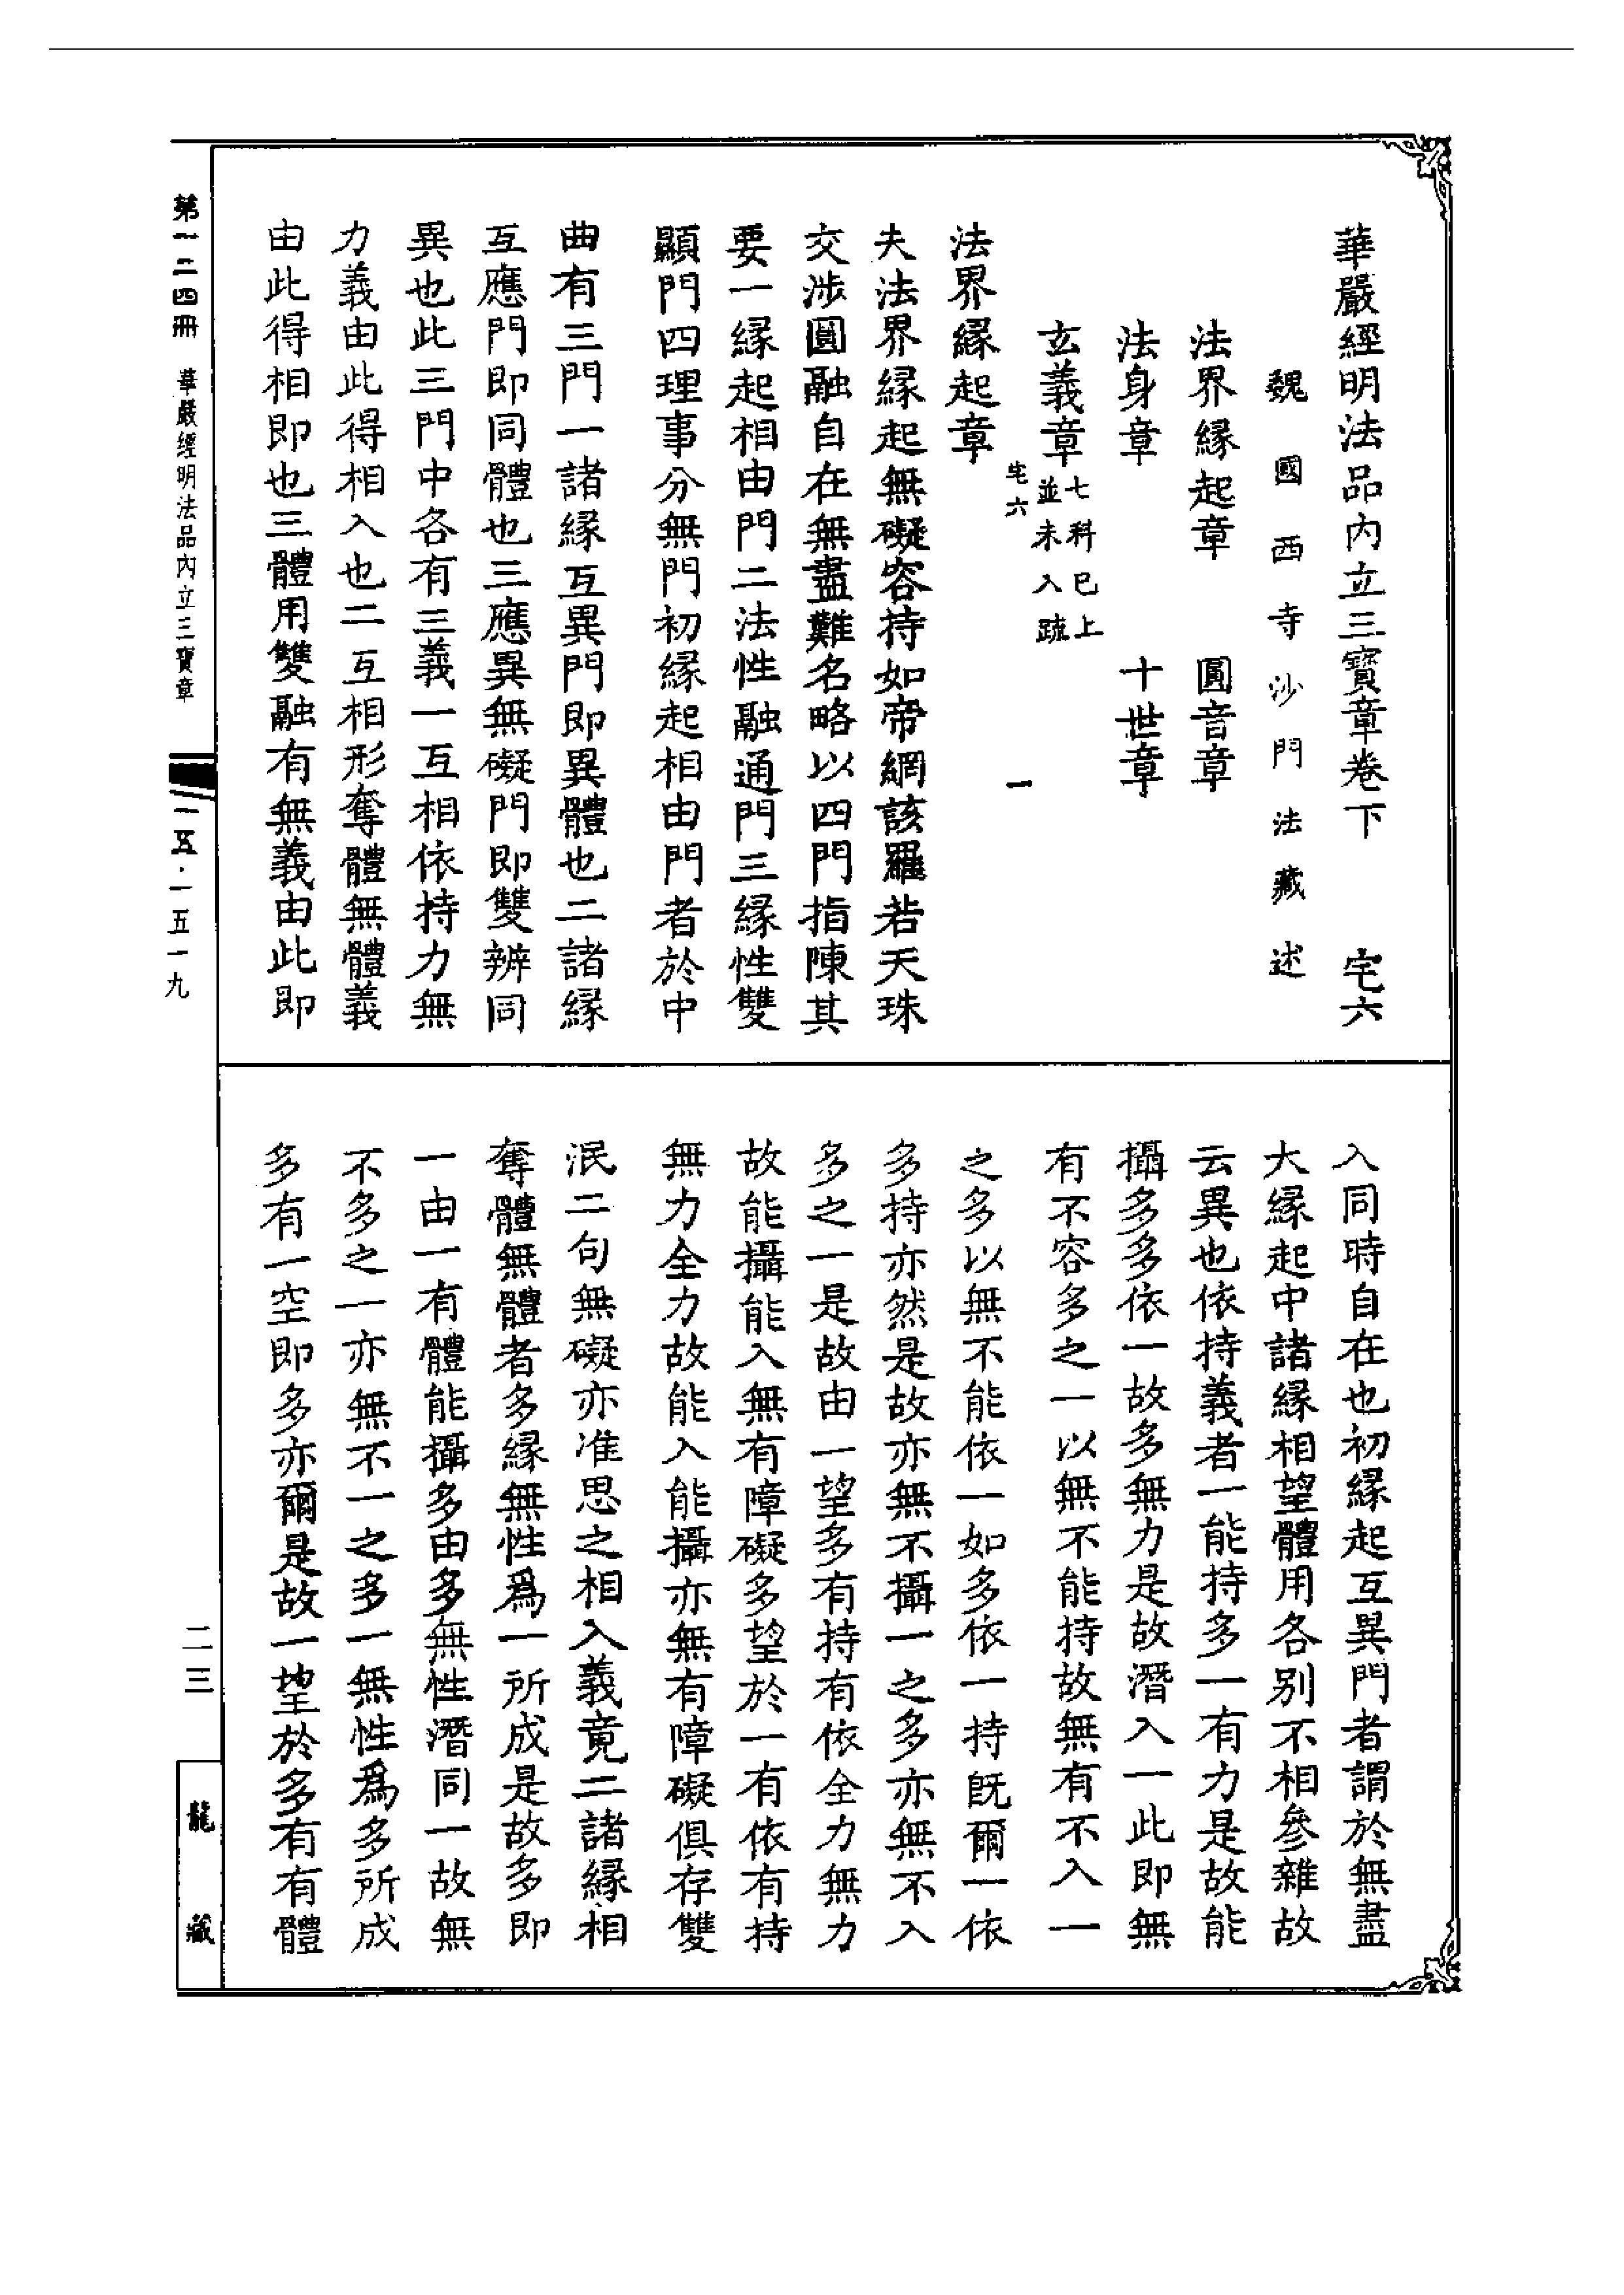 華嚴經明法品內立三寶章卷下 宅六
魏國西寺沙門法藏述
法界緣起章 圓音章
法身章 十世章
玄義章 七科已上並未入疏
宅六 一
法界緣起章
夫法界緣起無礙容持如帝網該羅若天珠
交涉圓融自在無盡難名略以四門指陳其
要一緣起相由門二法性融通門三緣性雙
顯門四理事分無門初緣起相由門者於中
曲有三門一諸緣互異門即異體也二諸緣
互應門即同體也三應異無礙門即雙辨同
異也此三門中各有三義一互相依持力無
力義由此得相入也二互相形奪體無體義
由此得相即也三體用雙融有無義由此即
入同時自在也初緣起互異門者謂於無盡
大緣起中諸緣相望體用各別不相參雜故
云異也依持義者一能持多一有力是故能
攝多多依一故多無力是故潛入一此即無
有不容多之一以無不能持故無有不入一
之多以無不能依一如多依一持既爾一依
多持亦然是故亦無不攝一之多亦無不入
多之一是故由一望多有持有依全力無力
故能攝能入無有障礙多望於一有依有持
無力全力故能入能攝亦無有障礙俱存雙
泯二句無礙亦准思之相入義竟二諸緣相
奪體無體者多緣無性爲一所成是故多即
一由一有體能攝多由多無性潛同一故無
不多之一亦無不一之多一無性爲多所成
多有一空即多亦爾是故一望於多有有體
第一二四冊 華嚴經明法品內立三寶章
一五·一五一九
二三
龍藏